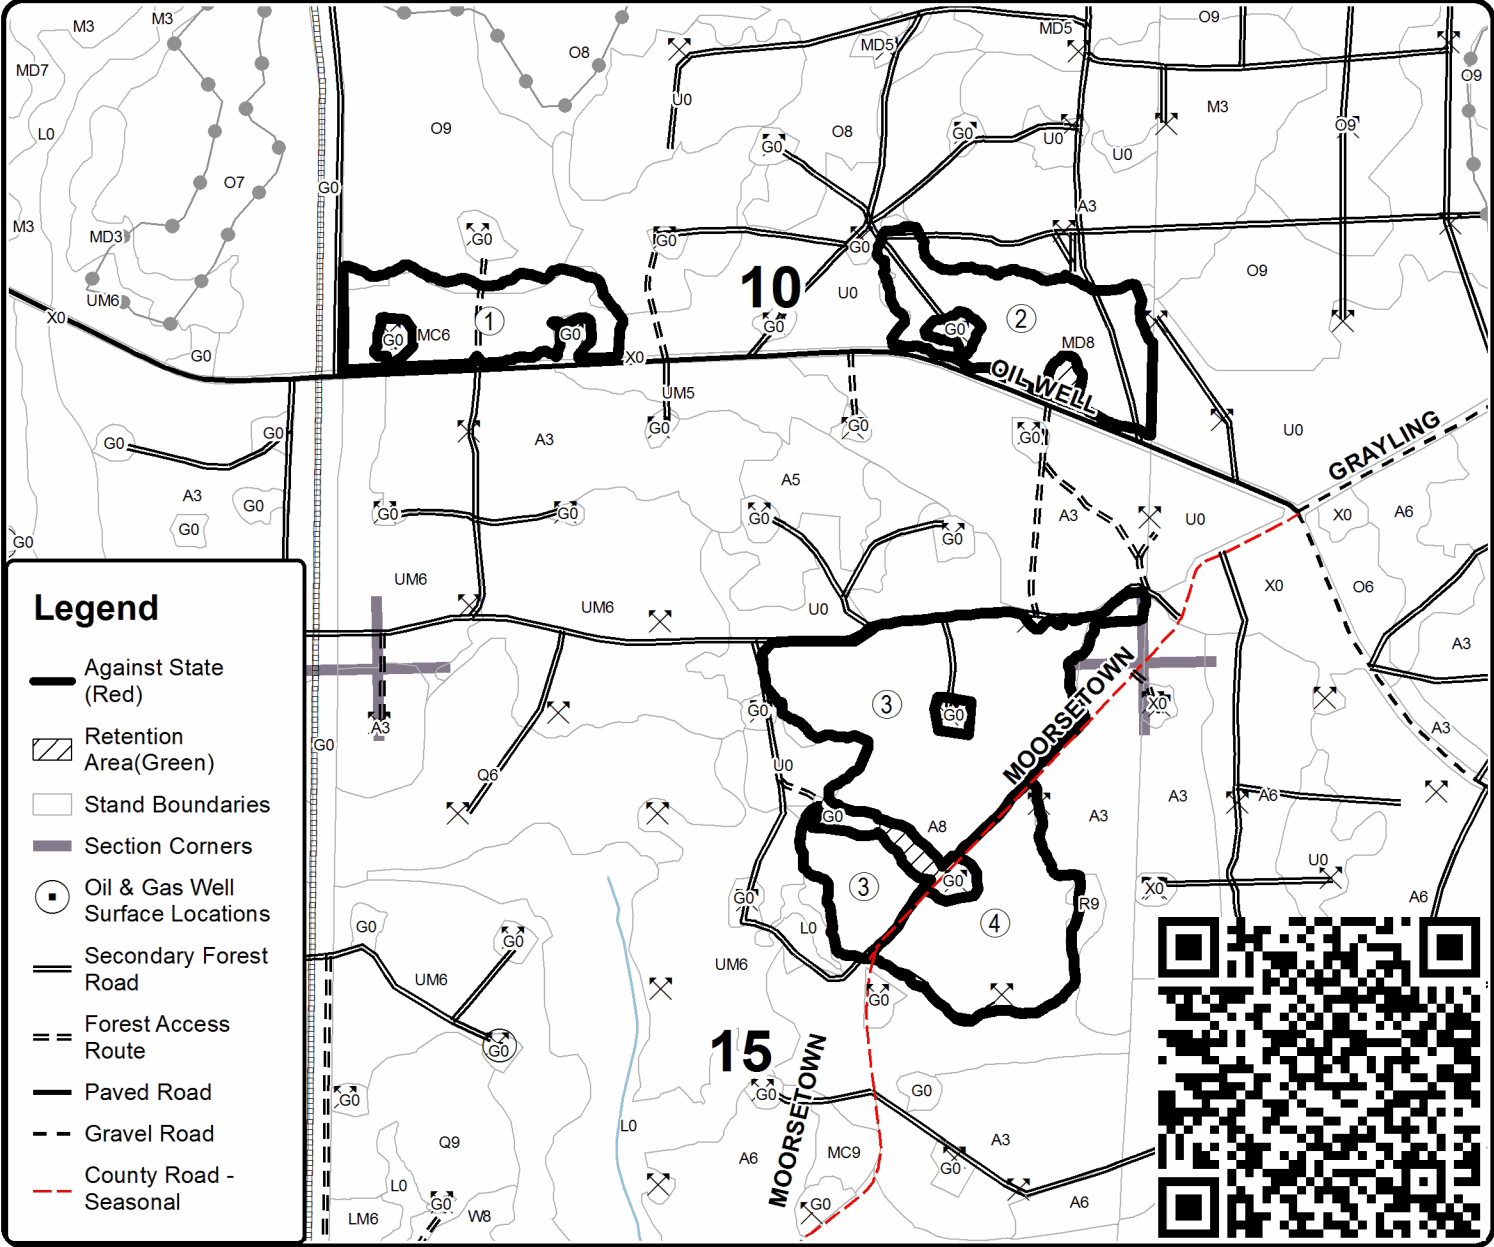 M3
M3
MD5
O9
MD5
O8
MD7
O9
U0
M3
L0
O9
O8
O9
G0
G0
U0
U0
O7
G0
A3
M3
MD3
G0
G0
G0
O9
10
U0
UM6
X0
G0
MC6
1
G0
G0
G0
2
MD8
G0
X0
OIL WELL
UM5
G0
G0
A3
G0
G0
G0
U0
GRAYLING
A5
A3
G0
G0
G0
G0
G0
A3
U0
X0
A6
G0
G0
UM6
UM6
U0
X0
O6
A3
Legend
Against State
(Red)
Retention
Area(Green)
Stand Boundaries
Section Corners
Oil & Gas Well
Surface Locations
Secondary Forest
Road
Forest Access
Route
Paved Road
Gravel Road
County Road -
Seasonal
A3
G0
Q6
G0
3
G0
MOORSETOWN
X0
A3
U0
G0
A8
A3
A3
A6
U0
3
G0
X0
A6
R9
G0
L0
4
G0
G0
UM6
UM6
G0
G0
15
MOORSETOWN
G0
G0
G0
L0
Q9
A6
MC9
A3
G0
L0
G0
LM6
W8
G0
A6